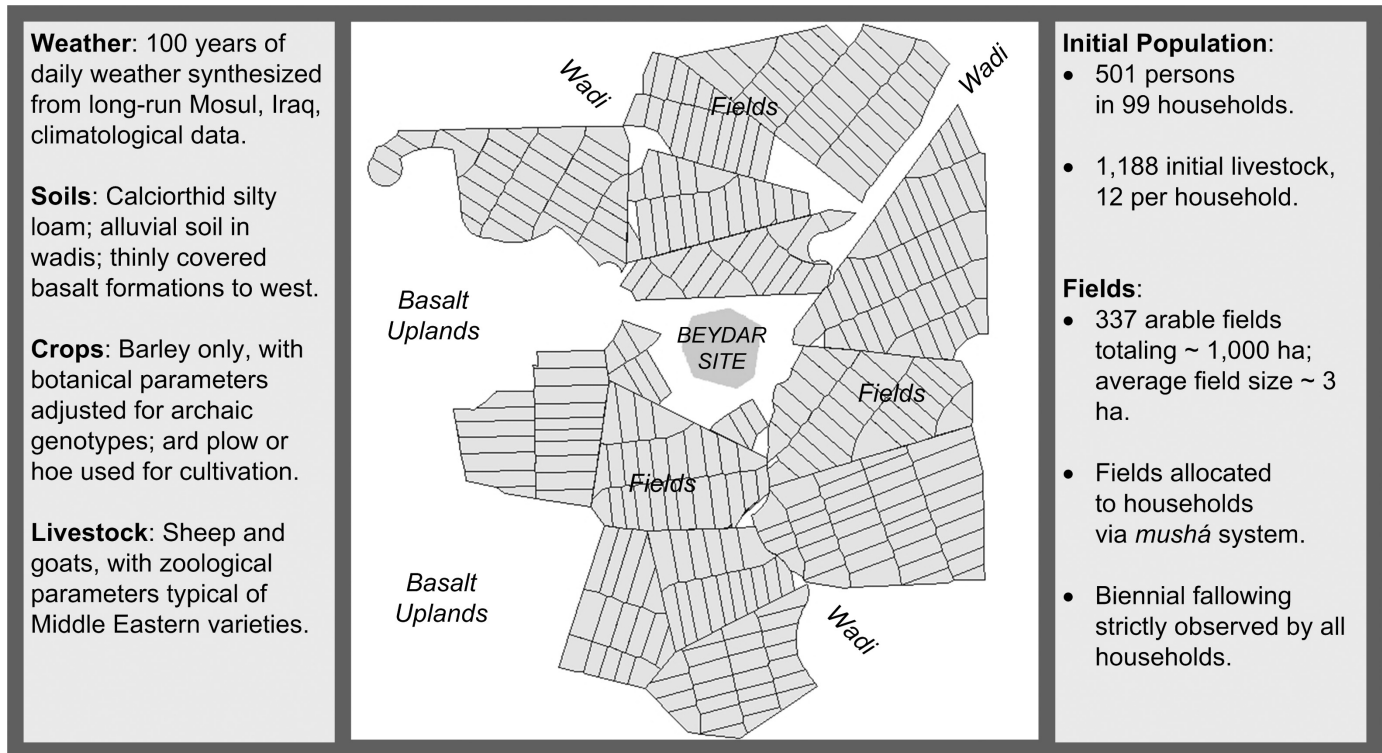 Weather: 100 years of
daily weather synthesized
from long-run Mosul, Iraq,
climatological data.
Soils: Calciorthid silty
loam; alluvial soil in
wadis; thinly covered
basalt formations to west.
Crops: Barley only, with
botanical parameters
adjusted for archaic
genotypes; ard plow or
hoe used for cultivation.
Livestock: Sheep and
goats, with zoological
parameters typical of
Middle Eastern varieties.
Wadi
Wadi
Fields
Basalt
Uplands
BEYDAR
SITE
Fields
Fields
Basalt
Uplands
Wadi
Initial Population:
• 501 persons
in 99 households.
• 1,188 initial livestock,
12 per household.
Fields:
• 337 arable fields
totaling ~ 1,000 ha;
average field size ~ 3
ha.
• Fields allocated
to households
via mushá system.
• Biennial fallowing
strictly observed by all
households.